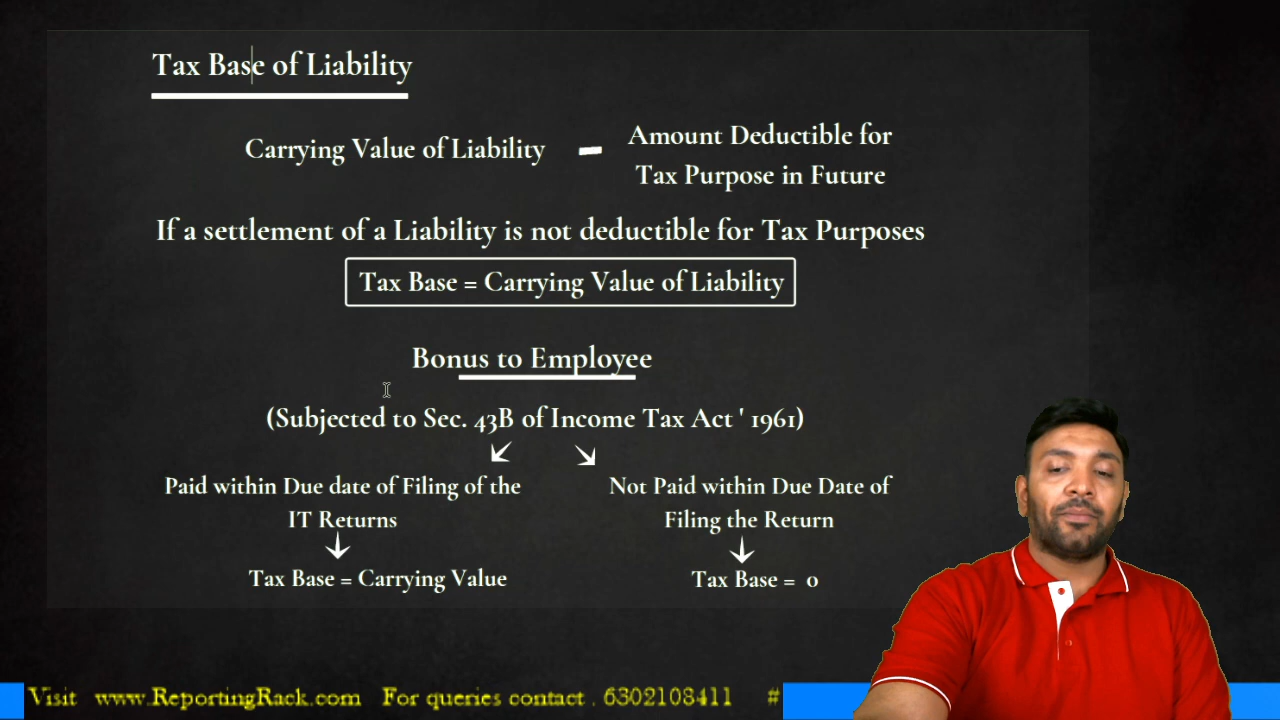 Tax Base of Liability
Carrying Value of Liability - Amount Deductible for
Tax Purpose in Future
If a settlement of a Liability is not deductible for Tax Purposes
Tax Base = Carrying Value of Liability
Bonus to Employee
(Subjected to Sec. 43B of Income Tax Act ' 1961)
Paid within Due date of Filing of the
IT Returns
Tax Base = Carrying Value
Not Paid within Due Date of
Filing the Return
Tax Base = 0
Visit www.ReportingRack.com For queries contact . 6302108411 #